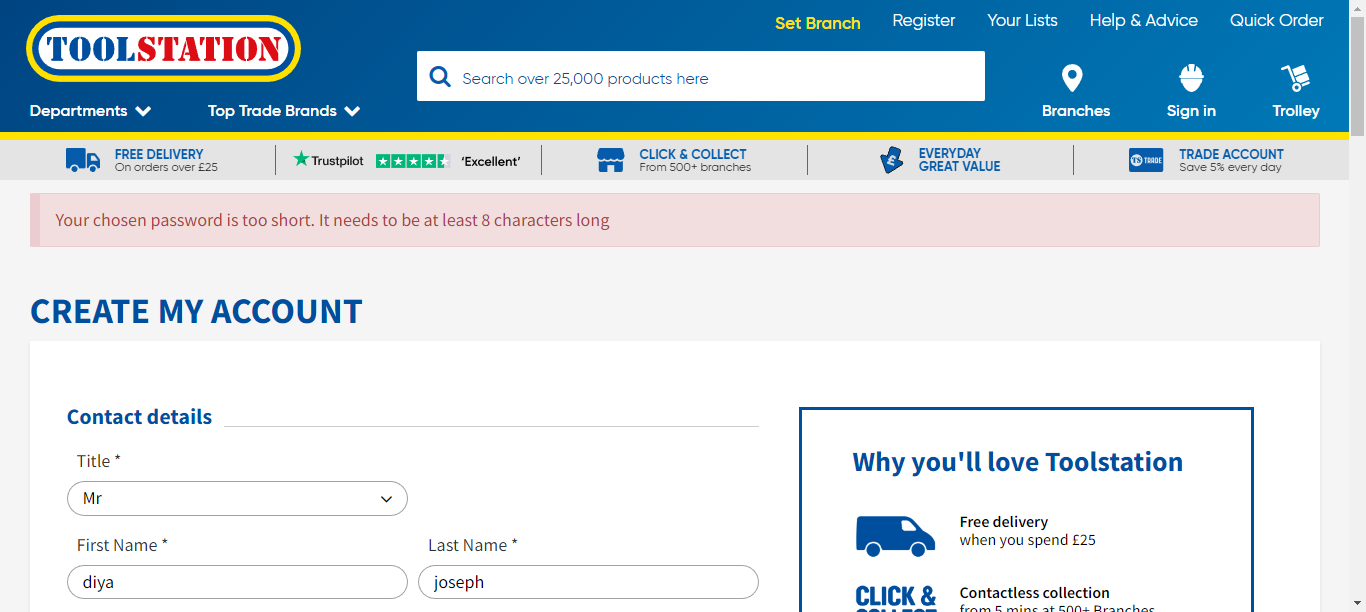 Set Branch Register Your Lists Help & Advice Quick Order
TOOLSTATION
Search over 25,000 products here
Departments Top Trade Brands Branches Sign in Trolley
FREE DELIVERY
On orders over £25
Trustpilot 'Excellent'
CLICK & COLLECT
From 500+ branches
£
EVERYDAY
GREAT VALUE
TS TRADE
TRADE ACCOUNT
Save 5% every day
Your chosen password is too short. It needs to be at least 8 characters long
CREATE MY ACCOUNT
Contact details
Title *
Mr
First Name * Last Name *
diya joseph
Why you'll love Toolstation
Free delivery
when you spend £25
CLICK &
COLLECT
Contactless collection
from 5 mins at 500+ Branches